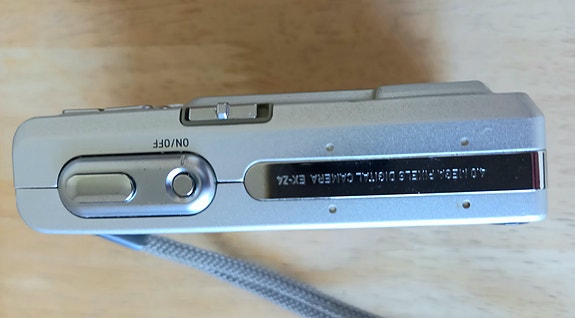 ON/OFF
4.0 MEGA PIXELS DIGITAL CAMERA EX-Z4